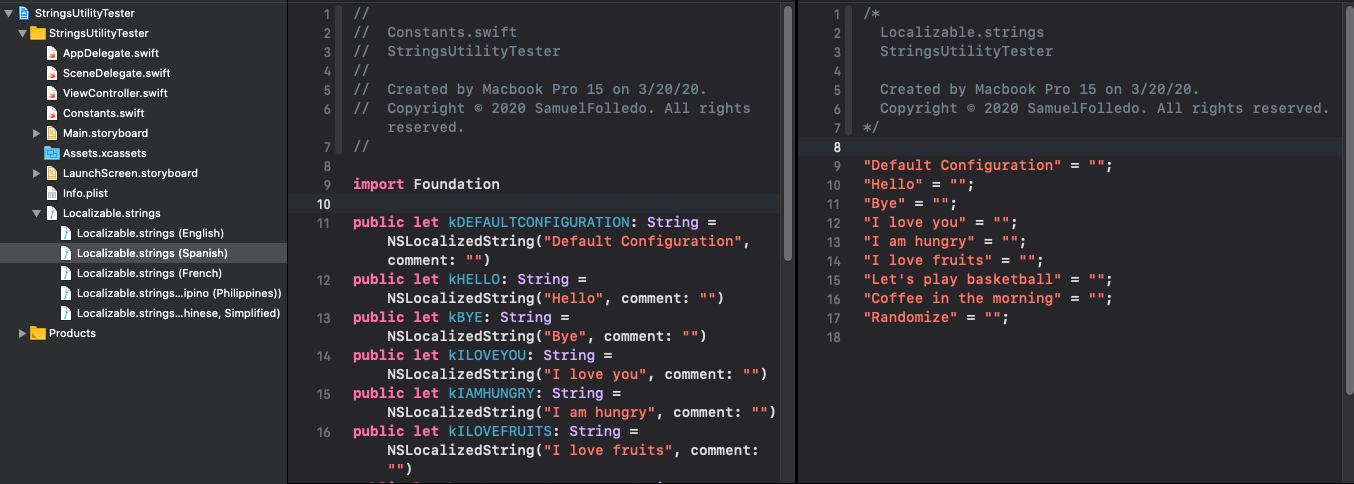 StringsUtilityTester
StringsUtilityTester
AppDelegate.swift
SceneDelegate.swift
ViewController.swift
Constants.swift
Main.storyboard
Assets.xcassets
LaunchScreen.storyboard
Info.plist
Localizable.strings
Localizable.strings (English)
Localizable.strings (Spanish)
Localizable.strings (French)
Localizable.strings...ipino (Philippines))
Localizable.strings...hinese, Simplified)
Products
1 //
2 //  Constants.swift
3 //  StringsUtilityTester
4 //
5 //  Created by Macbook Pro 15 on 3/20/20.
6 //  Copyright © 2020 SamuelFolledo. All rights
reserved.
7 //
8
9 import Foundation
10
11 public let kDEFAULTCONFIGURATION: String =
NSLocalizedString("Default Configuration",
comment: "")
12 public let kHELLO: String =
NSLocalizedString("Hello", comment: "")
13 public let kBYE: String =
NSLocalizedString("Bye", comment: "")
14 public let kILOVEYOU: String =
NSLocalizedString("I love you", comment: "")
15 public let kIAMHUNGRY: String =
NSLocalizedString("I am hungry", comment: "")
16 public let kILOVEFRUITS: String =
NSLocalizedString("I love fruits", comment:
"")
1 /*
2 Localizable.strings
3 StringsUtilityTester
4
5 Created by Macbook Pro 15 on 3/20/20.
6 Copyright © 2020 SamuelFolledo. All rights reserved.
7 */
8
9 "Default Configuration" = "";
10 "Hello" = "";
11 "Bye" = "";
12 "I love you" = "";
13 "I am hungry" = "";
14 "I love fruits" = "";
15 "Let's play basketball" = "";
16 "Coffee in the morning" = "";
17 "Randomize" = "";
18